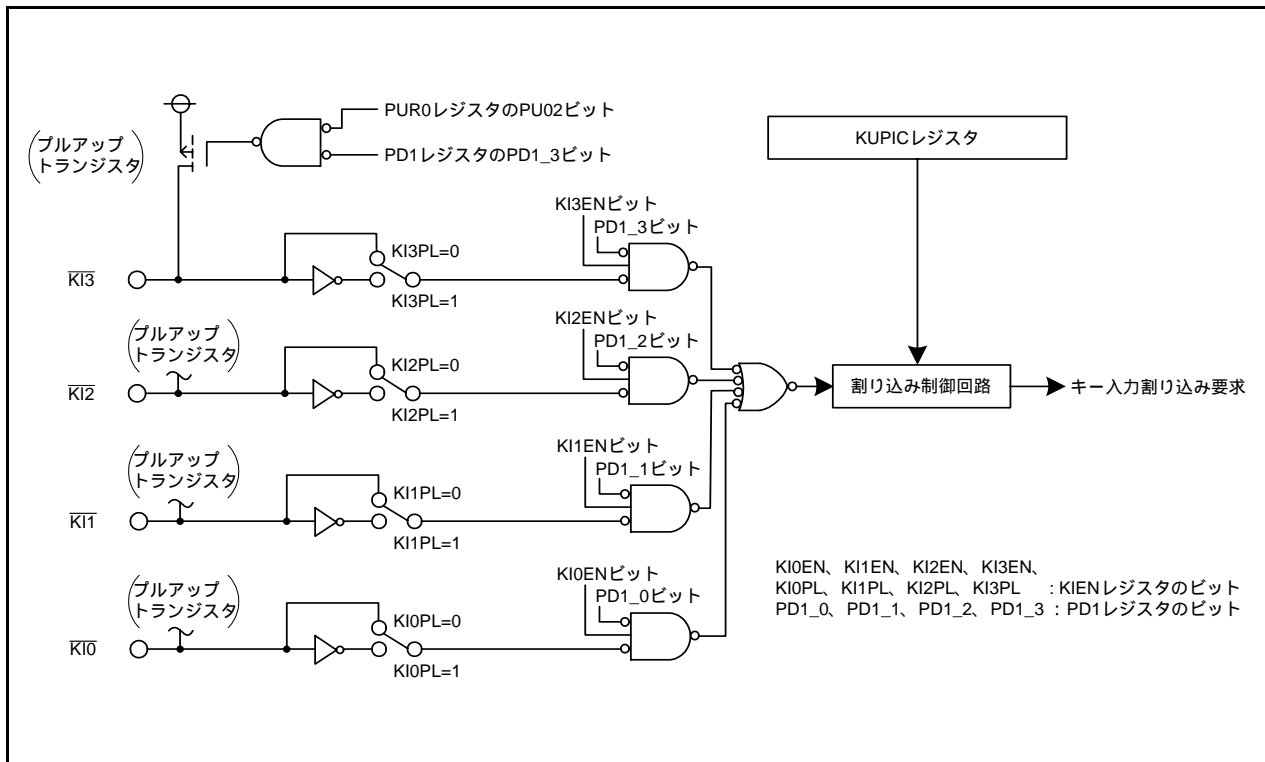 PUR0レジスタのPU02ビット
PD1レジスタのPD1_3ビット
プルアップ
トランジスタ
KUPICレジスタ
KI3ENビット
PD1_3ビット
KI3PL=0
KI3
KI3PL=1
プルアップ
トランジスタ
KI2ENビット
PD1_2ビット
KI2PL=0
KI2
KI2PL=1
割り込み制御回路
キー入力割り込み要求
プルアップ
トランジスタ
KI1ENビット
PD1_1ビット
KI1PL=0
KI1
KI1PL=1
プルアップ
トランジスタ
KI0ENビット
PD1_0ビット
KI0PL=0
KI0
KI0PL=1
KI0EN、KI1EN、KI2EN、KI3EN、
KI0PL、KI1PL、KI2PL、KI3PL :KIENレジスタのビット
PD1_0、PD1_1、PD1_2、PD1_3 :PD1レジスタのビット